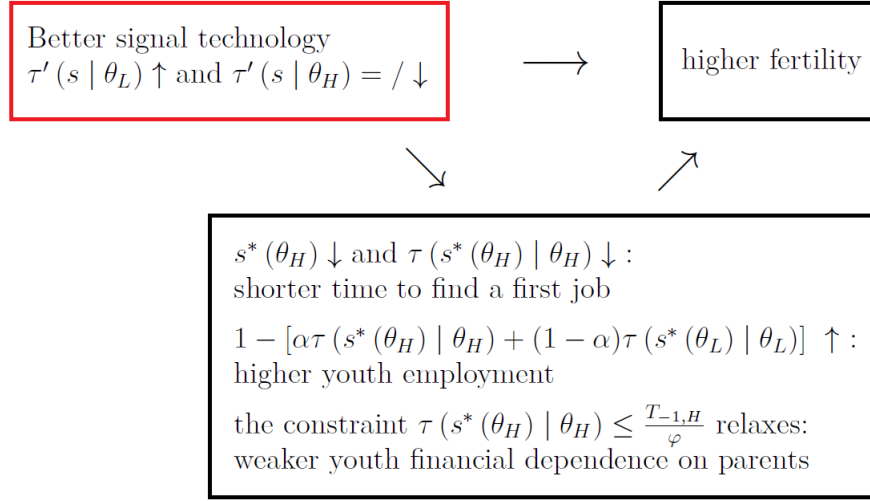 Better signal technology
τ′ (s | θ_L) ↑ and τ′ (s | θ_H) = / ↓
⟶
higher fertility
↘
↗
s* (θ_H) ↓ and τ (s* (θ_H) | θ_H) ↓ :
shorter time to find a first job
1 − [ατ (s* (θ_H) | θ_H) + (1 − α)τ (s* (θ_L) | θ_L)] ↑ :
higher youth employment
the constraint τ (s* (θ_H) | θ_H) ≤ T_{−1,H}/φ relaxes:
weaker youth financial dependence on parents